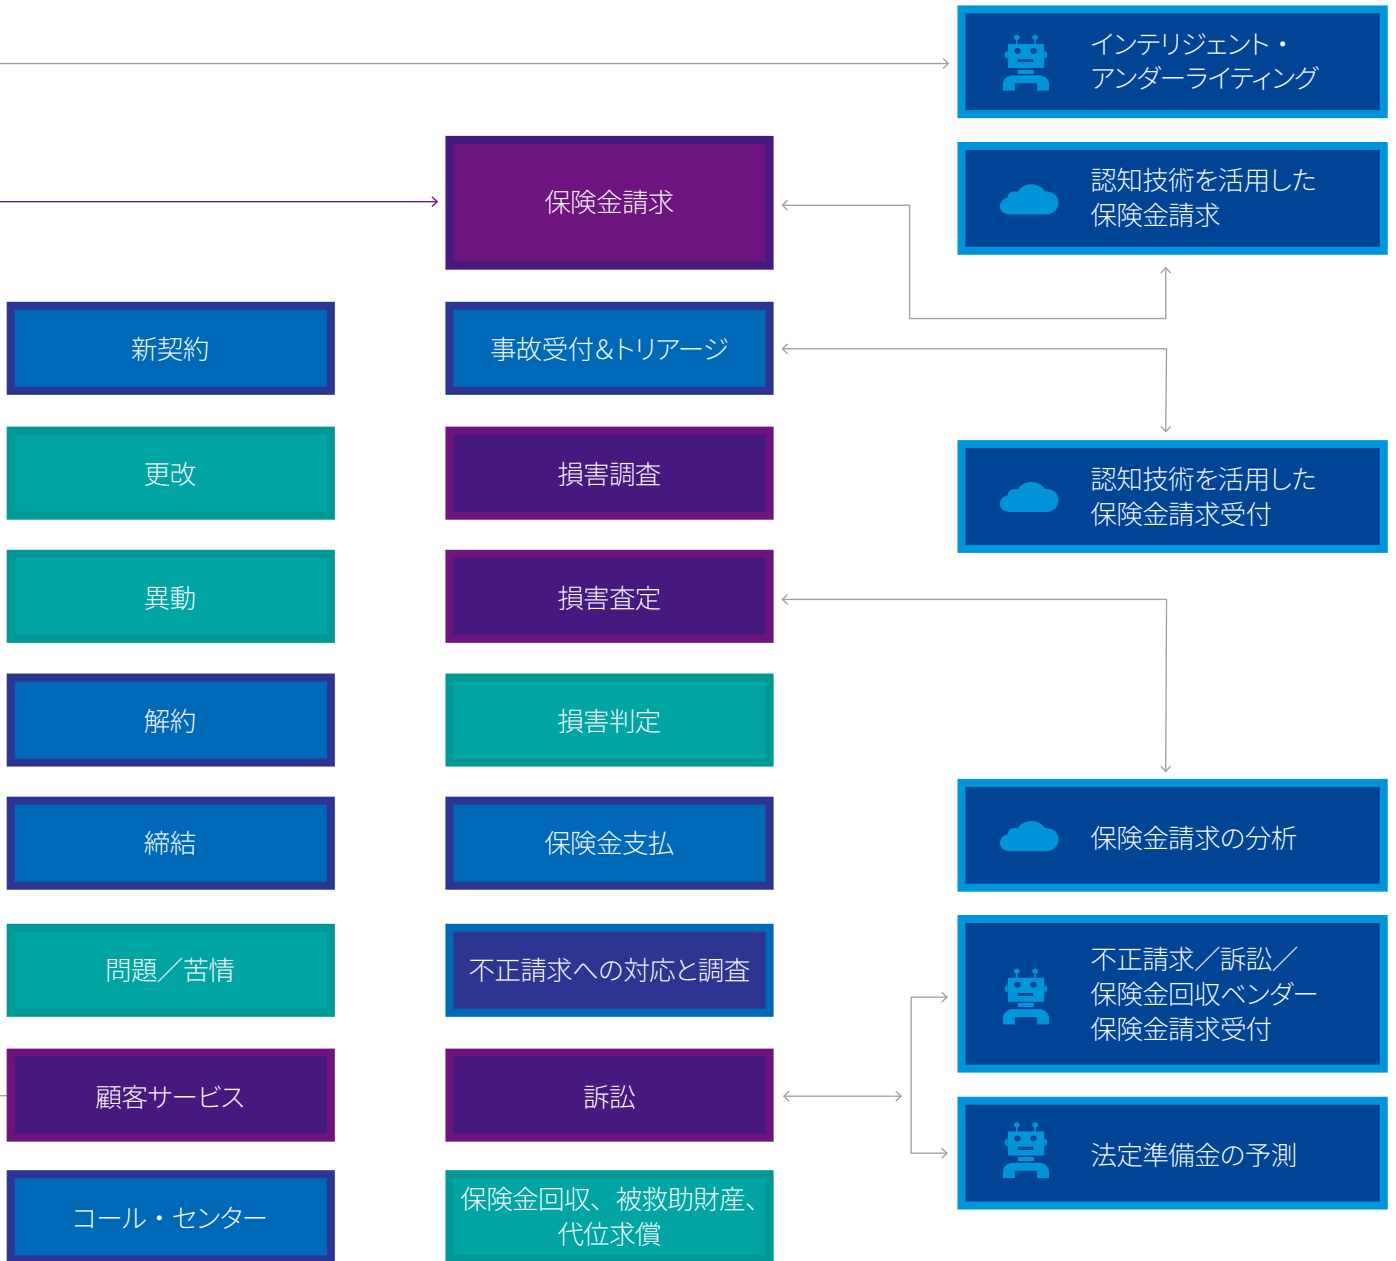 インテリジェント・
アンダーライティング
保険金請求
認知技術を活用した
保険金請求
新契約
事故受付&トリアージ
更改
損害調査
認知技術を活用した
保険金請求受付
異動
損害査定
解約
損害判定
締結
保険金支払
保険金請求の分析
問題／苦情
不正請求への対応と調査
不正請求／訴訟／
保険金回収ベンダー
保険金請求受付
顧客サービス
訴訟
法定準備金の予測
コール・センター
保険金回収、被救助財産、
代位求償